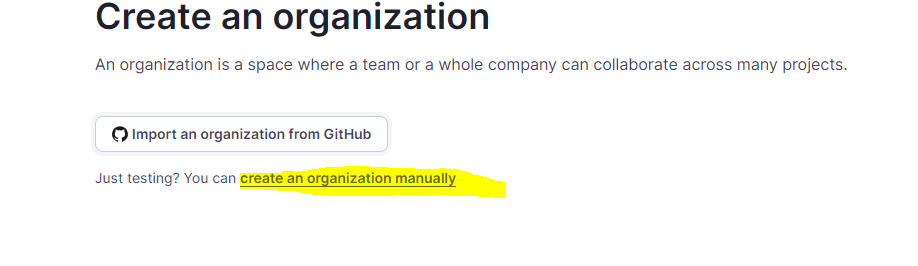 Create an organization
An organization is a space where a team or a whole company can collaborate across many projects.
Import an organization from GitHub
Just testing? You can create an organization manually